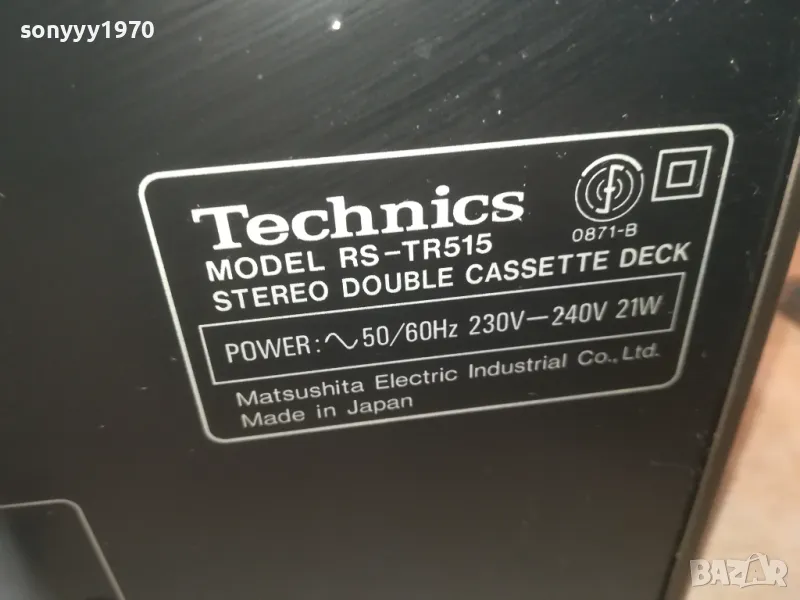 sonyyy1970
Technics
0871-B
MODEL RS-TR515
STEREO DOUBLE CASSETTE DECK
POWER: ∿ 50/60Hz 230V—240V 21W
Matsushita Electric Industrial Co., Ltd.
Made in Japan
BAZAR